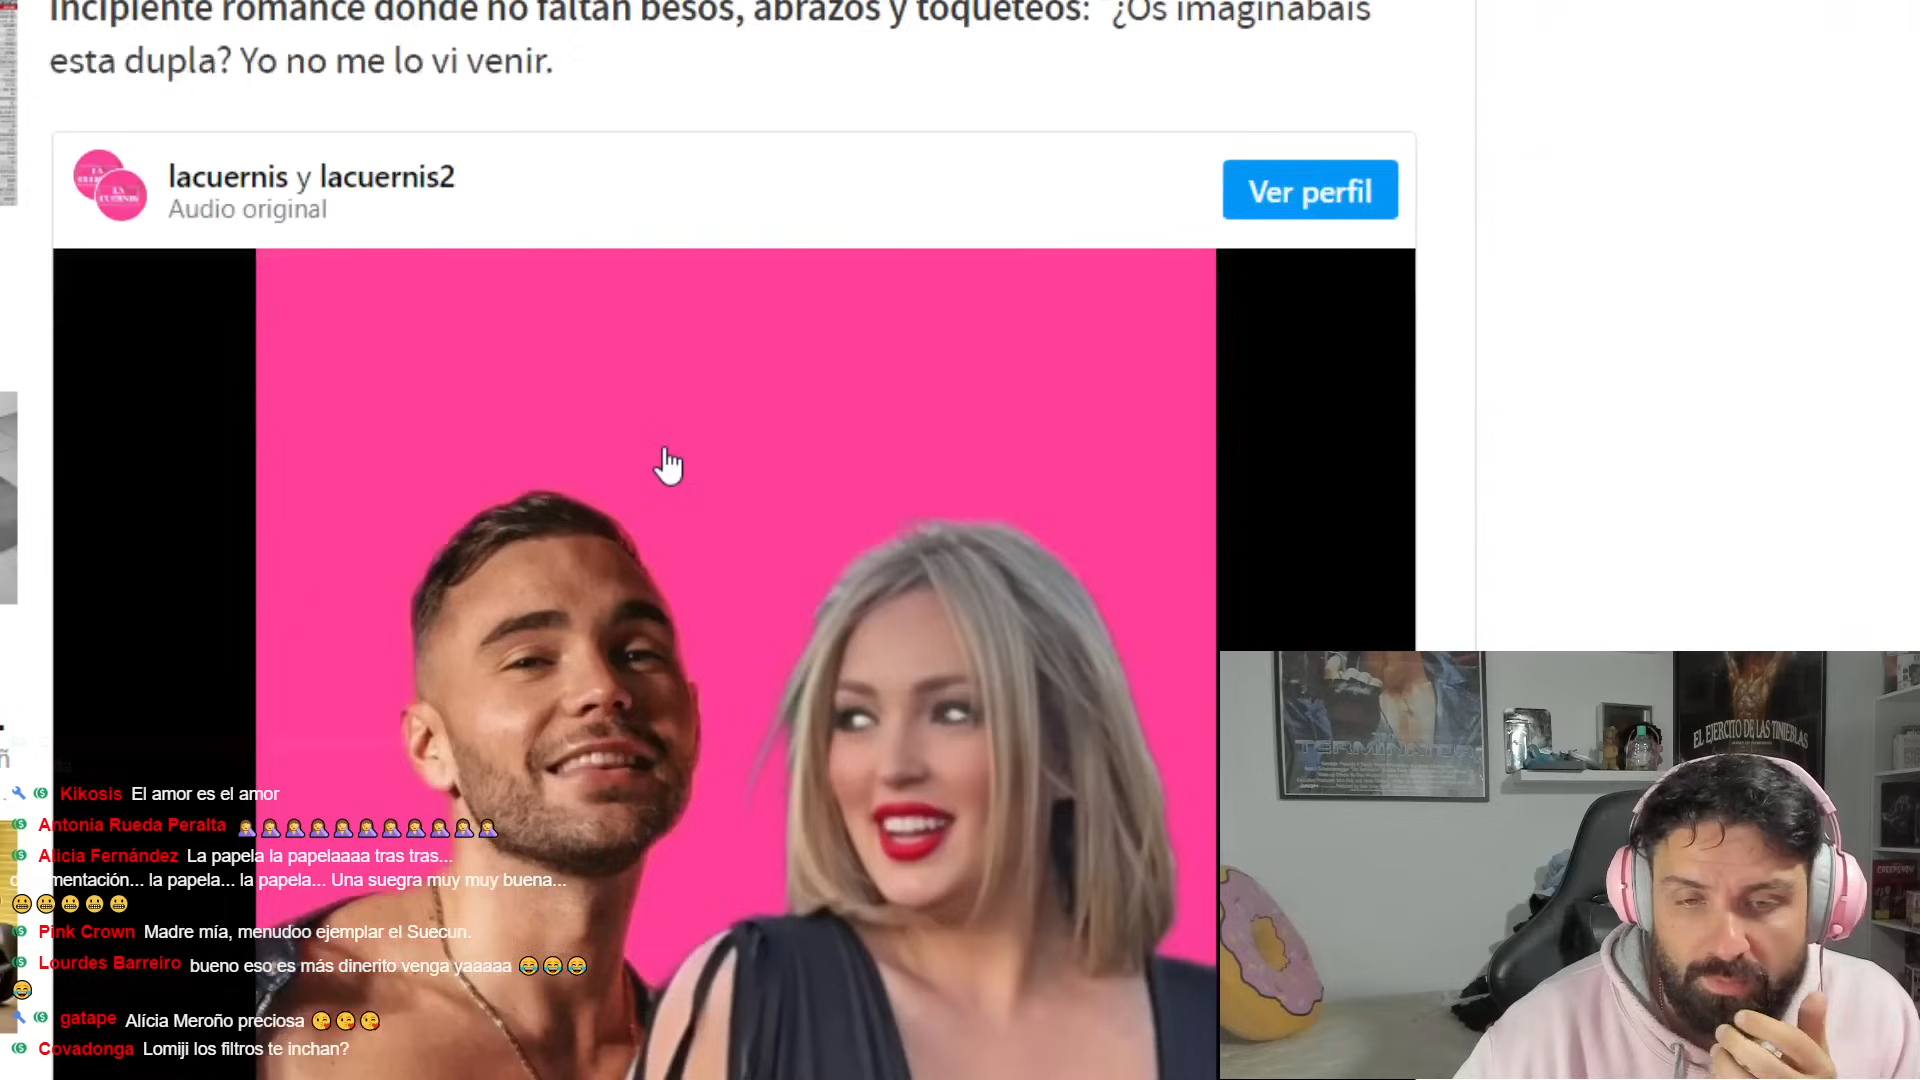 incipiente romance donde no faltan besos, abrazos y toqueteos: "¿Os imaginabais
esta dupla? Yo no me lo vi venir.
lacuernis y lacuernis2
Audio original
Ver perfil
TERMINATOR
EL EJERCITO DE LAS TINIEBLAS
CREEPSHOW
Kikosis El amor es el amor
Antonia Rueda Peralta 🤦‍♀️🤦‍♀️🤦‍♀️🤦‍♀️🤦‍♀️🤦‍♀️🤦‍♀️🤦‍♀️🤦‍♀️🤦‍♀️🤦‍♀️
Alicia Fernández La papela la papelaaaa tras tras...
mentación... la papela... la papela... Una suegra muy muy buena...
😬😬😬😬😬
Pink Crown Madre mía, menudoo ejemplar el Suecun.
Lourdes Barreiro bueno eso es más dinerito venga yaaaaa 😂😂😂
😂
gatape Alícia Meroño preciosa 😘😘😘
Covadonga Lomiji los filtros te inchan?